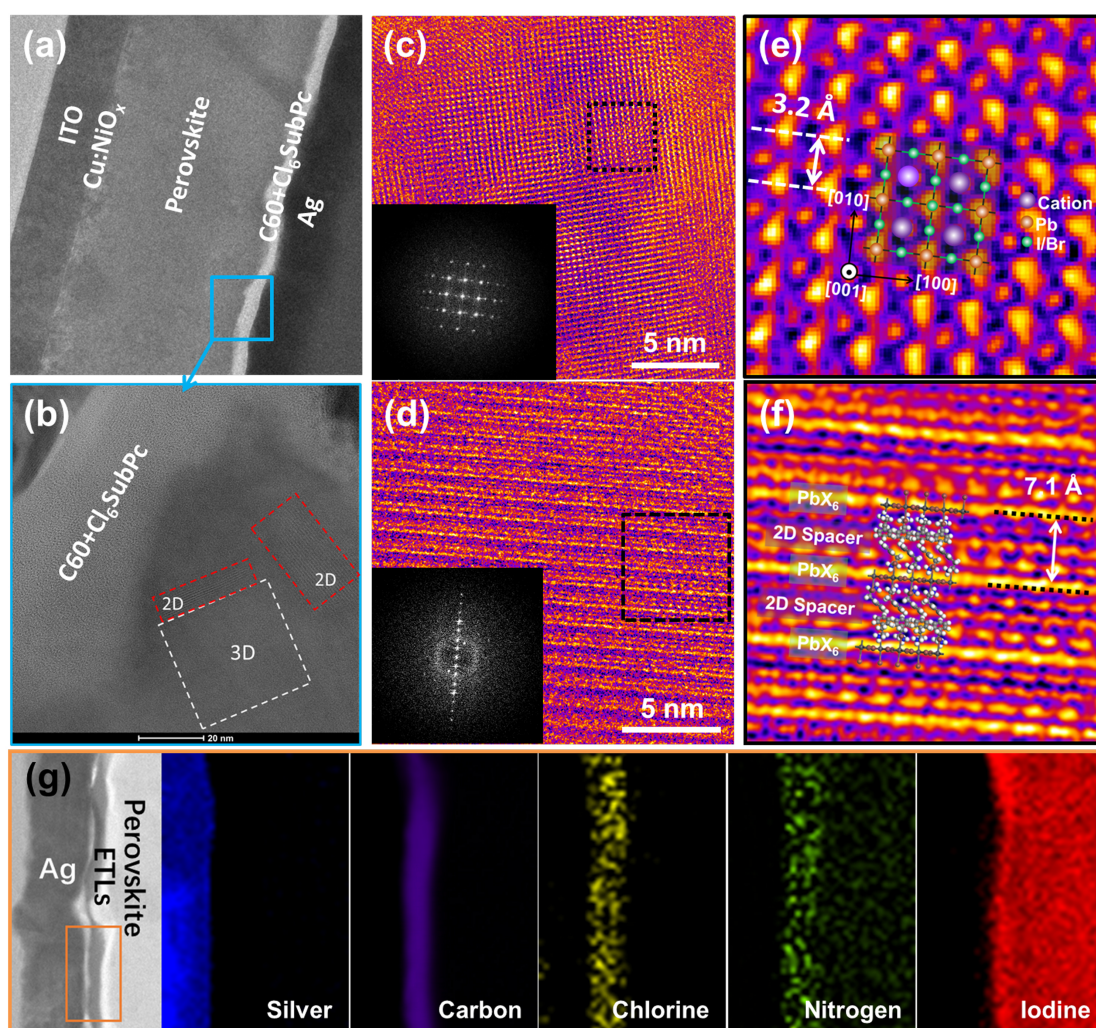 (a)
ITO
Cu:NiOₓ
Perovskite
C60+Cl₆SubPc
Ag
(b)
C60+Cl₆SubPc
2D
2D
3D
20 nm
(c)
5 nm
(d)
5 nm
(e)
3.2 Å
[010]
[001]
[100]
Cation
Pb
I/Br
(f)
7.1 Å
PbX₆
2D Spacer
PbX₆
2D Spacer
PbX₆
(g)
Ag
ETLs
Perovskite
Silver
Carbon
Chlorine
Nitrogen
Iodine